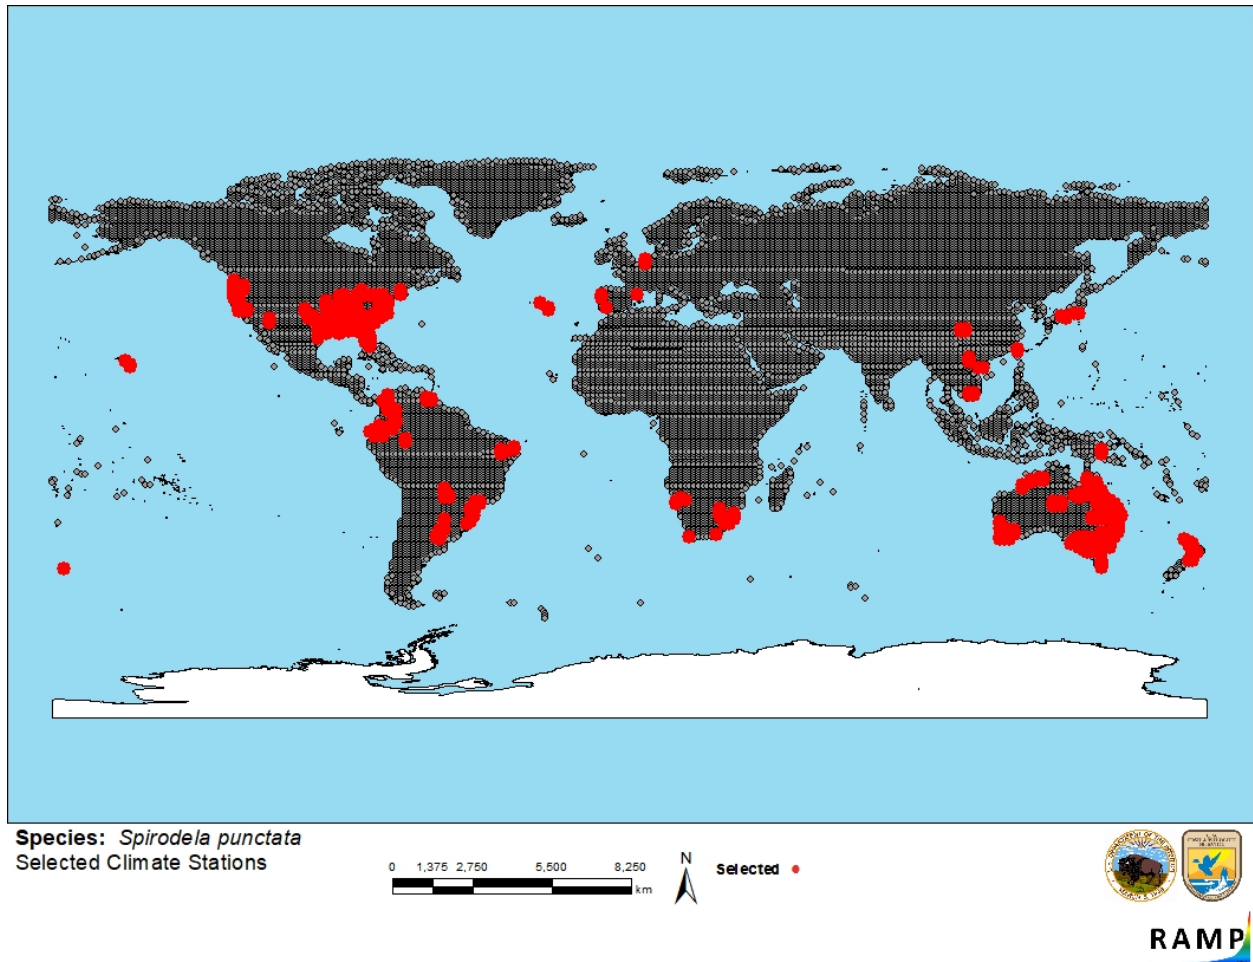 Species: Spirodela punctata
Selected Climate Stations
0 1,375 2,750 5,500 8,250
km
N
Selected
RAMP